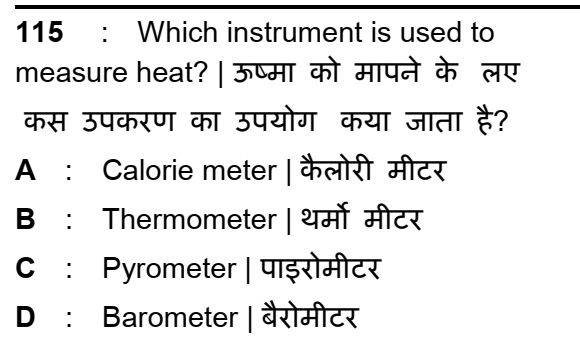 115 : Which instrument is used to
measure heat? | ऊष्मा को मापने के लए
कस उपकरण का उपयोग कया जाता है?
A : Calorie meter | कैलोरी मीटर
B : Thermometer | थर्मो मीटर
C : Pyrometer | पाइरोमीटर
D : Barometer | बैरोमीटर